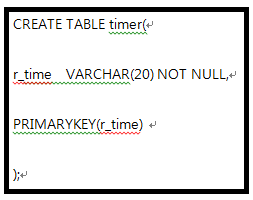 CREATE TABLE timer(
r_time    VARCHAR(20) NOT NULL,
PRIMARYKEY(r_time)
);